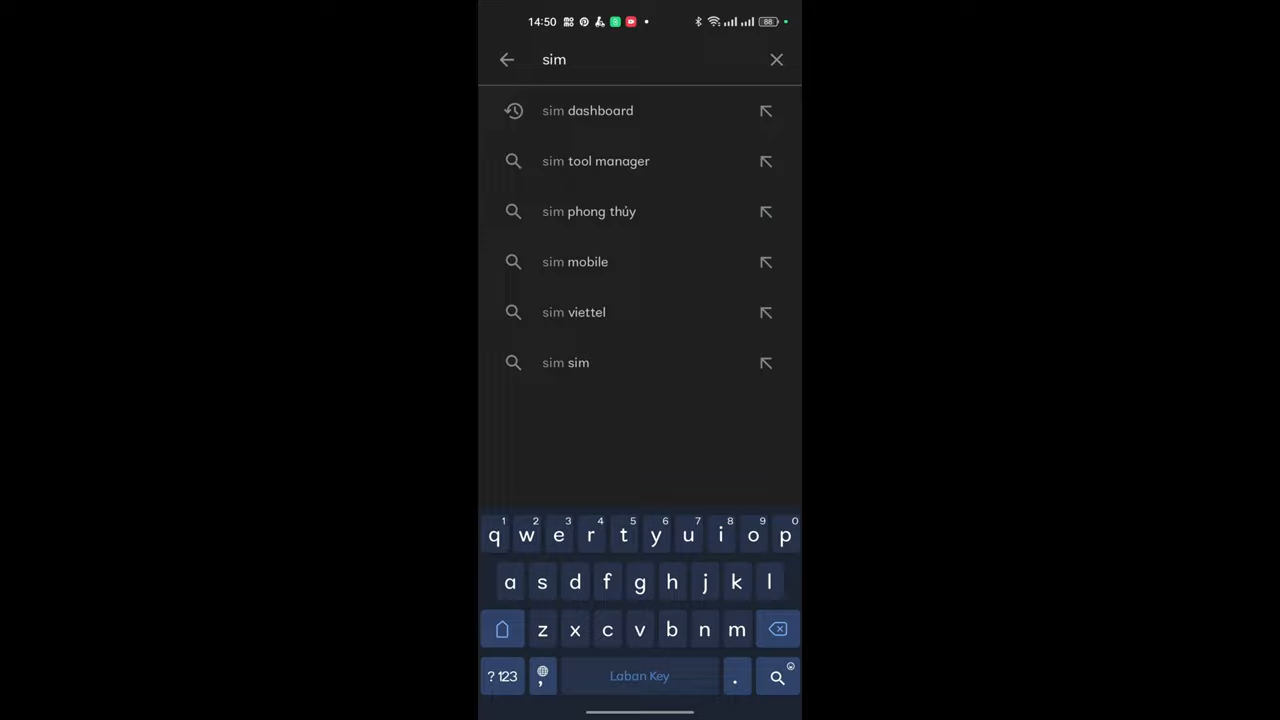 14:50 88
sim
sim dashboard
sim tool manager
sim phong thủy
sim mobile
sim viettel
sim sim
1 2 3 4 5 6 7 8 9 0
q w e r t y u i o p
a s d f g h j k l
z x c v b n m
?123 , Laban Key .